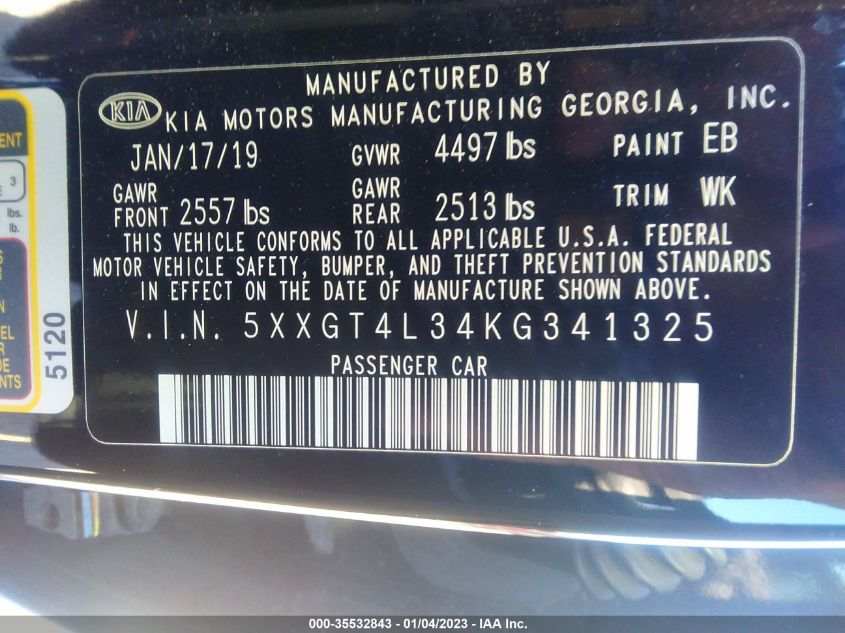 MANUFACTURED BY
KIA KIA MOTORS MANUFACTURING GEORGIA, INC.
JAN/17/19 GVWR 4497 lbs PAINT EB
GAWR FRONT 2557 lbs GAWR REAR 2513 lbs TRIM WK
THIS VEHICLE CONFORMS TO ALL APPLICABLE U.S.A. FEDERAL
MOTOR VEHICLE SAFETY, BUMPER, AND THEFT PREVENTION STANDARDS
IN EFFECT ON THE DATE OF MANUFACTURE SHOWN ABOVE.
V.I.N. 5XXGT4L34KG341325
PASSENGER CAR
3
lbs.
lb.
5120
000-35532843 - 01/04/2023 - IAA Inc.